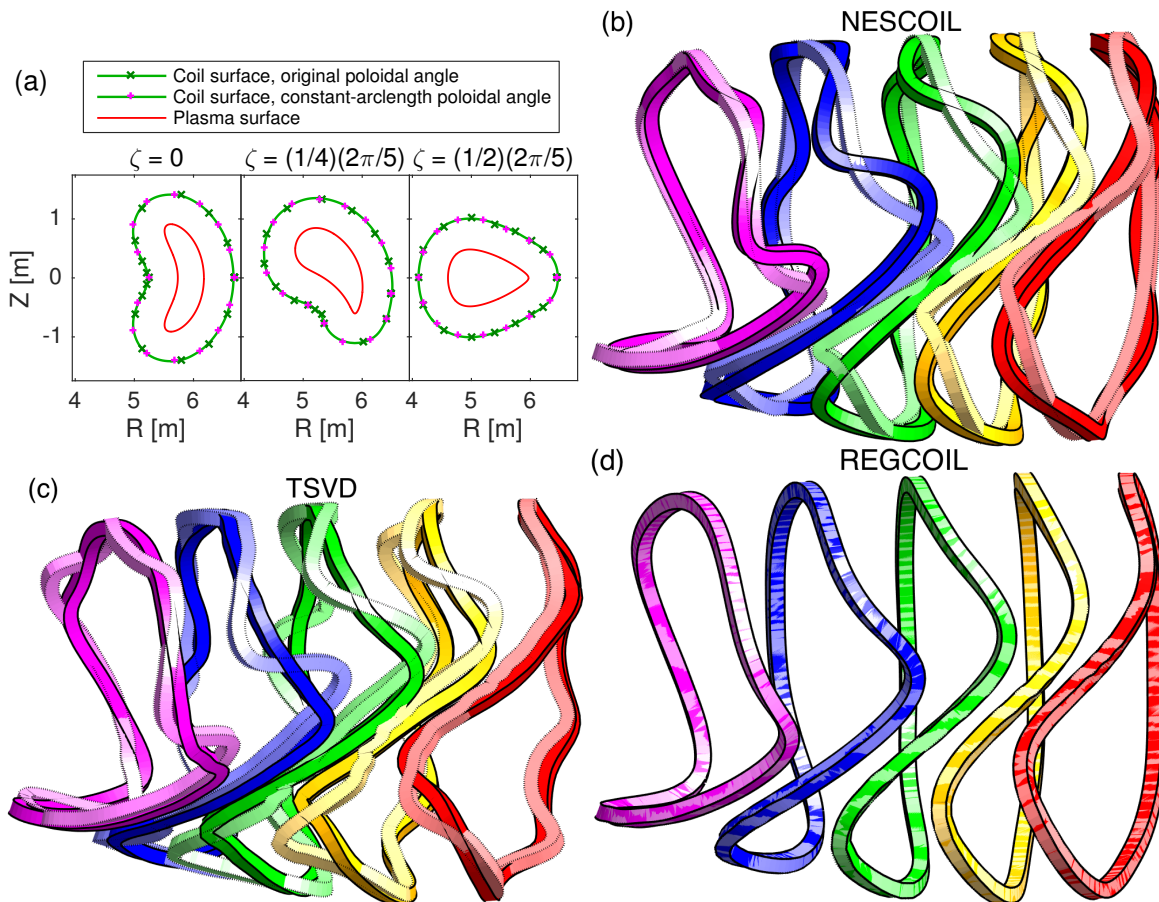 (a)
Coil surface, original poloidal angle
Coil surface, constant-arclength poloidal angle
Plasma surface
ζ = 0
ζ = (1/4)(2π/5)
ζ = (1/2)(2π/5)
Z [m]
1
0
-1
4 5 6
4 5 6
4 5 6
R [m]
R [m]
R [m]
(b)
NESCOIL
(c)
TSVD
(d)
REGCOIL